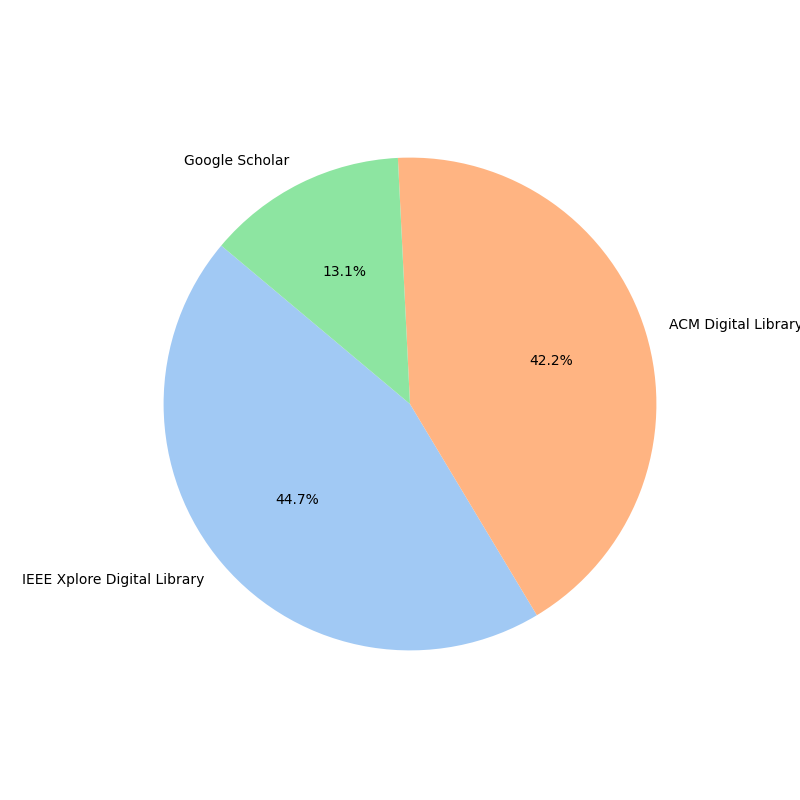 Google Scholar
13.1%
ACM Digital Library
42.2%
44.7%
IEEE Xplore Digital Library